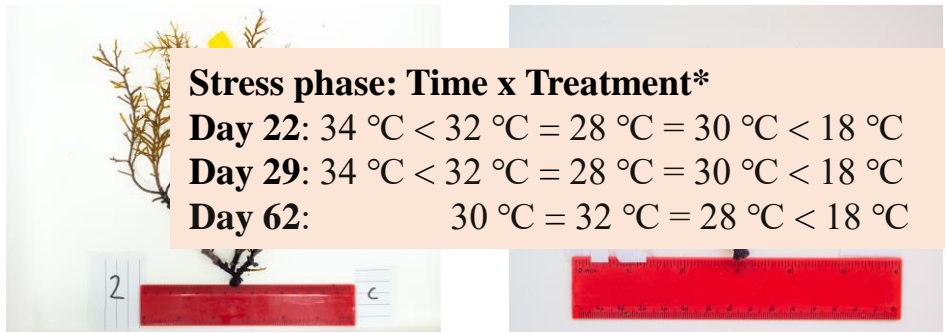 Stress phase: Time x Treatment*
Day 22: 34 °C < 32 °C = 28 °C = 30 °C < 18 °C
Day 29: 34 °C < 32 °C = 28 °C = 30 °C < 18 °C
Day 62: 30 °C = 32 °C = 28 °C < 18 °C
2
c